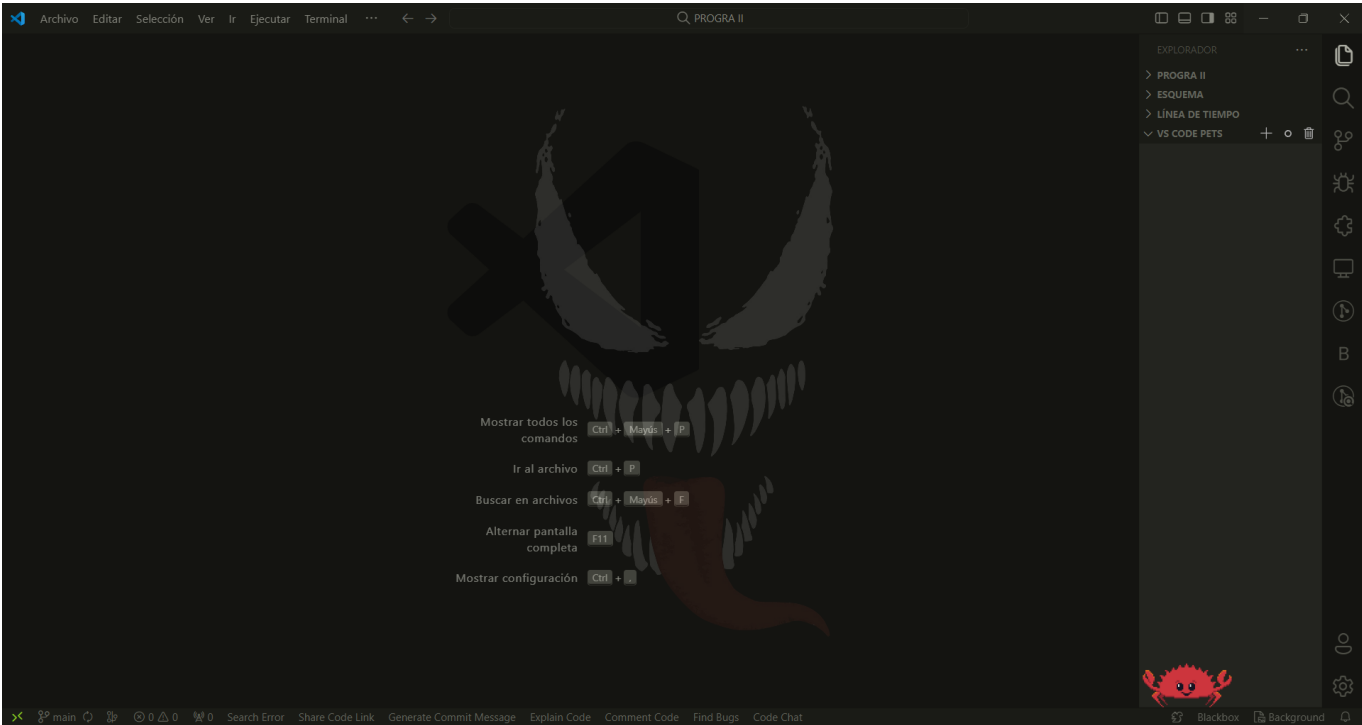 Archivo Editar Selección Ver Ir Ejecutar Terminal ··· PROGRA II
EXPLORADOR ···
PROGRA II
ESQUEMA
LÍNEA DE TIEMPO
VS CODE PETS
Mostrar todos los
comandos Ctrl + Mayús + P
Ir al archivo Ctrl + P
Buscar en archivos Ctrl + Mayús + F
Alternar pantalla
completa F11
Mostrar configuración Ctrl + ,
B
main 0 0 0 Search Error Share Code Link Generate Commit Message Explain Code Comment Code Find Bugs Code Chat Blackbox Background